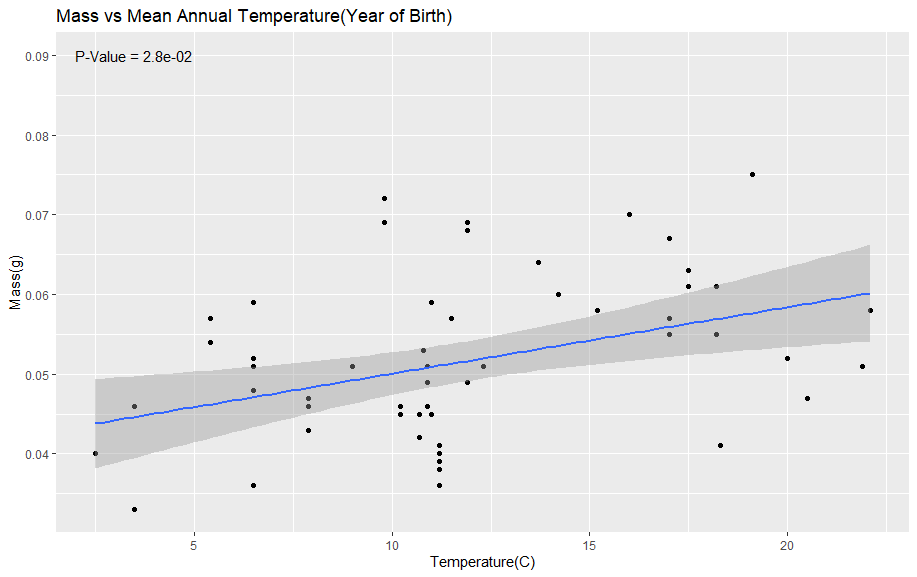 Mass vs Mean Annual Temperature(Year of Birth)
P-Value = 2.8e-02
0.09
0.08
0.07
0.06
0.05
0.04
Mass(g)
5 10 15 20
Temperature(C)